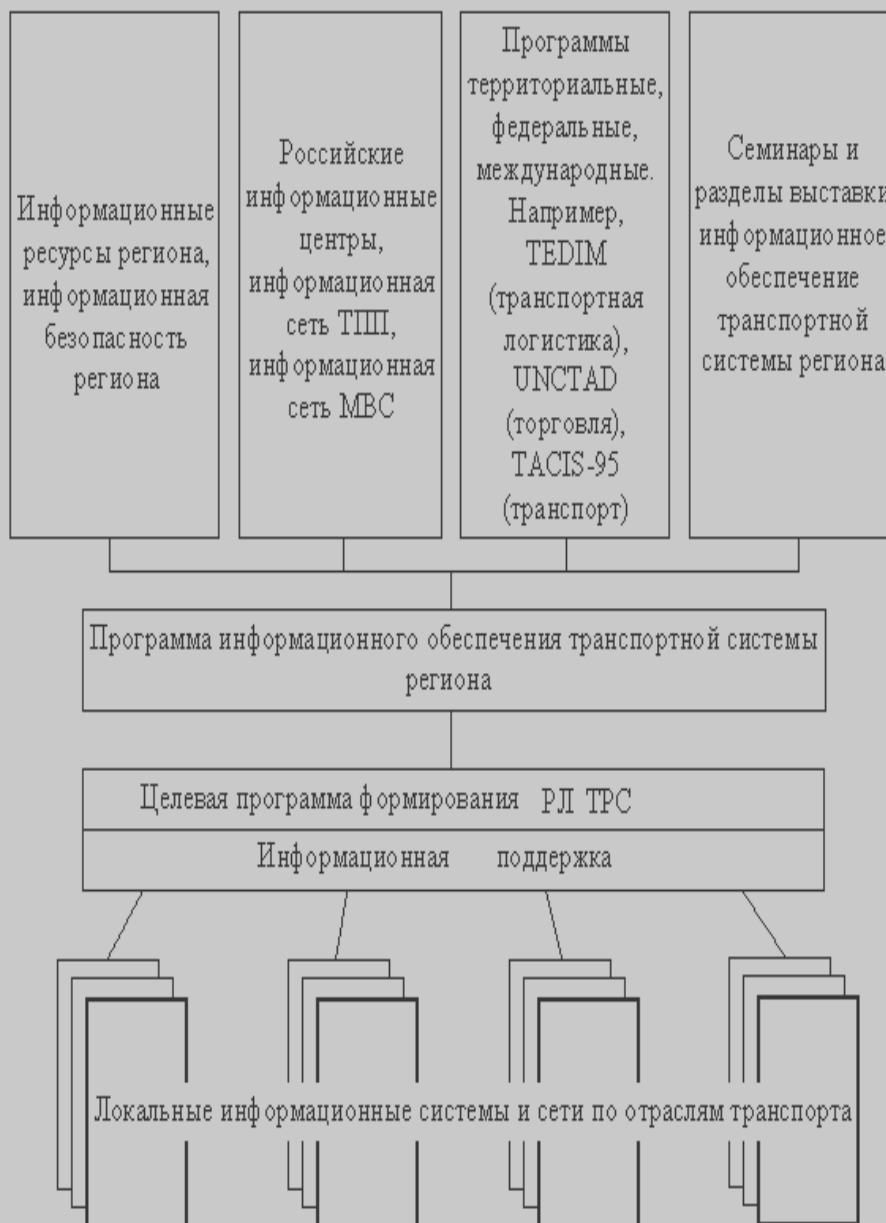 Информационные
ресурсы региона,
информационная
безопасность
региона
Российские
информационные
центры,
информационная
сеть ТПП,
информационная
сеть МВС
Программы
территориальные,
федеральные,
международные.
Например,
TEDIM
(транспортная
логистика),
UNCTAD
(торговля),
TACIS-95
(транспорт)
Семинары и
разделы выставки
информационное
обеспечение
транспортной
системы региона
Программа информационного обеспечения транспортной системы
региона
Целевая программа формирования РЛ ТРС
Информационная поддержка
Локальные информационные системы и сети по отраслям транспорта